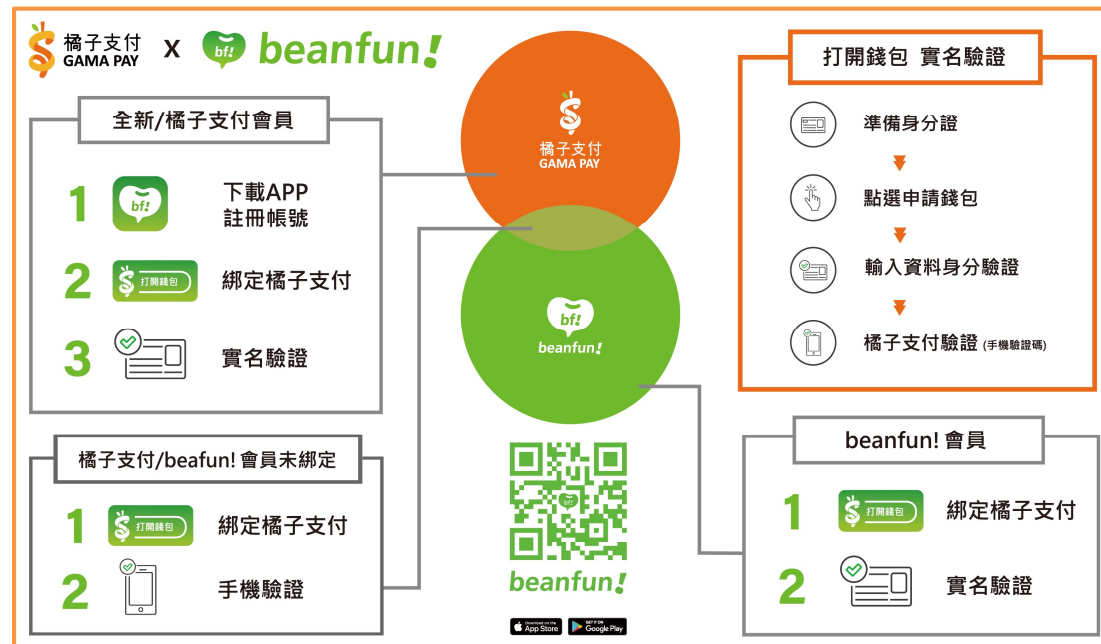 橘子支付
GAMA PAY
X
bf!
beanfun!
全新/橘子支付會員
1
bf!
下載APP
註冊帳號
2
打開錢包
綁定橘子支付
3
實名驗證
橘子支付/beafun! 會員未綁定
1
打開錢包
綁定橘子支付
2
手機驗證
橘子支付
GAMA PAY
bf!
beanfun!
bf!
beanfun!
Download on the
App Store
GET IT ON
Google Play
打開錢包 實名驗證
準備身分證
點選申請錢包
輸入資料身分驗證
橘子支付驗證 (手機驗證碼)
beanfun! 會員
1
打開錢包
綁定橘子支付
2
實名驗證